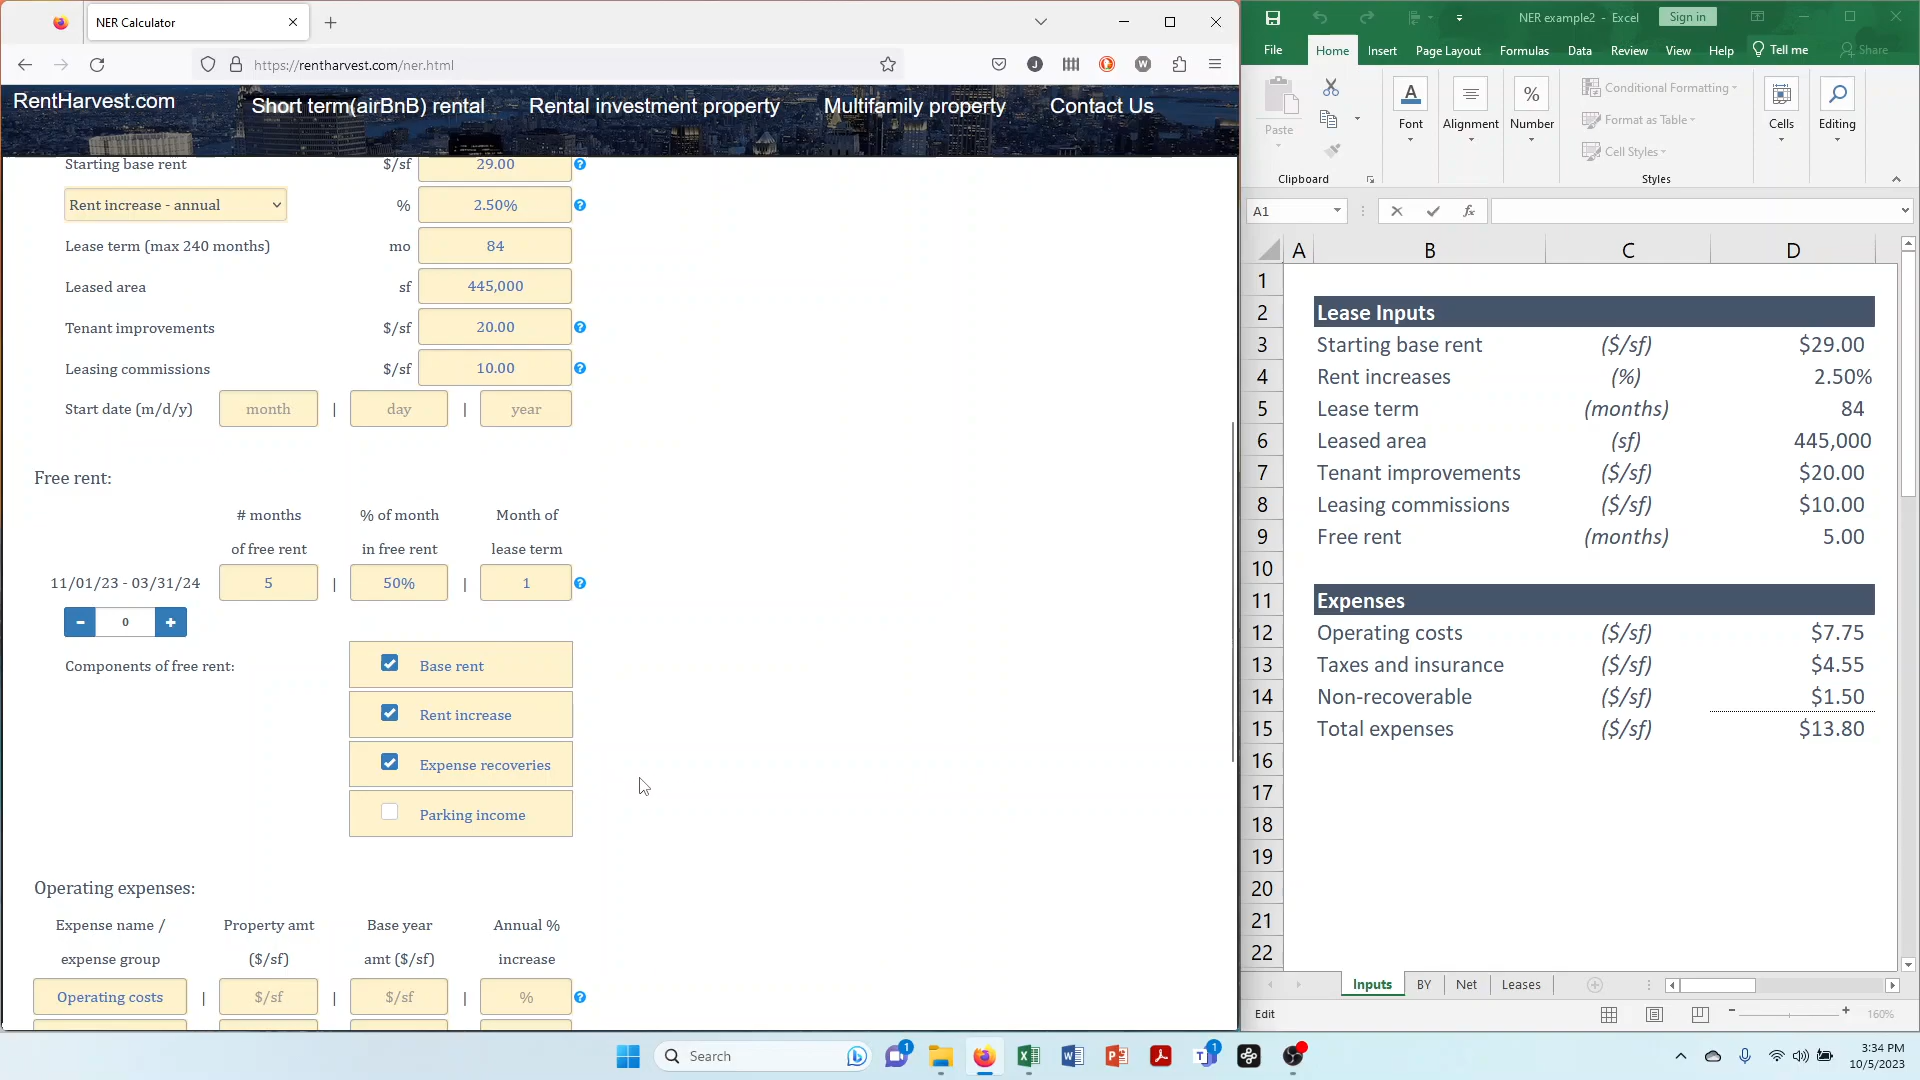 NER Calculator
https://rentharvest.com/ner.html
RentHarvest.com
Short term(airBnB) rental
Rental investment property
Multifamily property
Contact Us
Starting base rent $/sf 29.00
Rent increase - annual % 2.50%
Lease term (max 240 months) mo 84
Leased area sf 445,000
Tenant improvements $/sf 20.00
Leasing commissions $/sf 10.00
Start date (m/d/y) month | day | year
Free rent:
# months of free rent
% of month in free rent
Month of lease term
11/01/23 - 03/31/24 5 | 50% | 1
- 0 +
Components of free rent:
Base rent
Rent increase
Expense recoveries
Parking income
Operating expenses:
Expense name / expense group
Property amt ($/sf)
Base year amt ($/sf)
Annual % increase
Operating costs | $/sf | $/sf | %
NER example2 - Excel
Sign in
File Home Insert Page Layout Formulas Data Review View Help Tell me Share
Paste
Clipboard
Font
Alignment
Number
Conditional Formatting
Format as Table
Cell Styles
Styles
Cells
Editing
A1
fx
A B C D
1
2 Lease Inputs
3 Starting base rent ($/sf) $29.00
4 Rent increases (%) 2.50%
5 Lease term (months) 84
6 Leased area (sf) 445,000
7 Tenant improvements ($/sf) $20.00
8 Leasing commissions ($/sf) $10.00
9 Free rent (months) 5.00
10
11 Expenses
12 Operating costs ($/sf) $7.75
13 Taxes and insurance ($/sf) $4.55
14 Non-recoverable ($/sf) $1.50
15 Total expenses ($/sf) $13.80
16
17
18
19
20
21
22
Inputs BY Net Leases
Edit
160%
Search
3:34 PM
10/5/2023